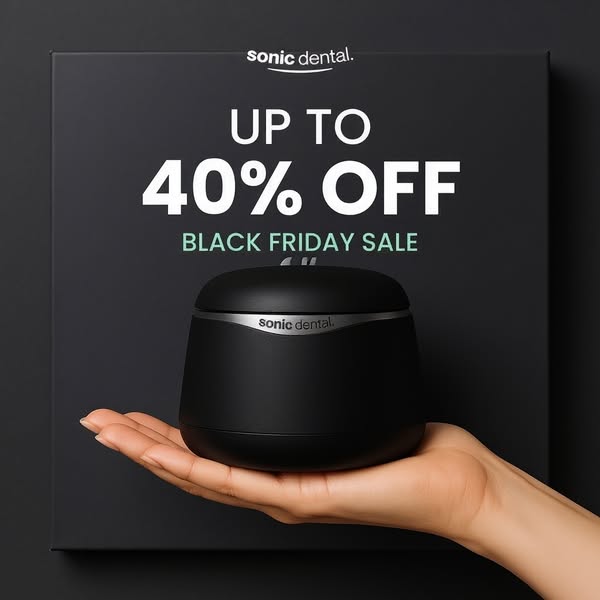 sonic dental.
UP TO
40% OFF
BLACK FRIDAY SALE
sonic dental.